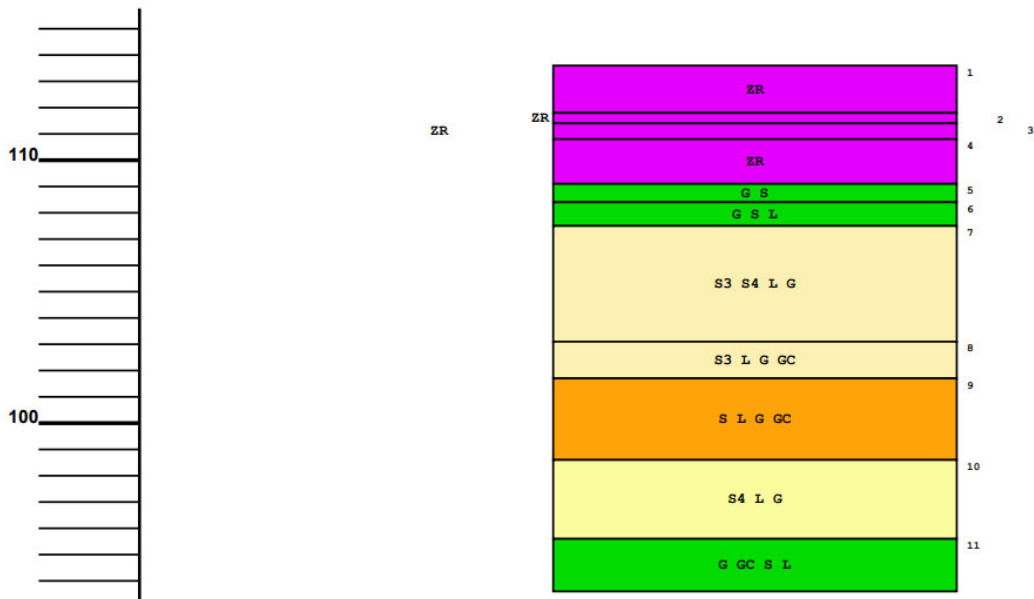 1
ZR
ZR
2
ZR
3
4
110
ZR
5
G S
6
G S L
7
S3 S4 L G
8
S3 L G GC
9
100
S L G GC
10
S4 L G
11
G GC S L